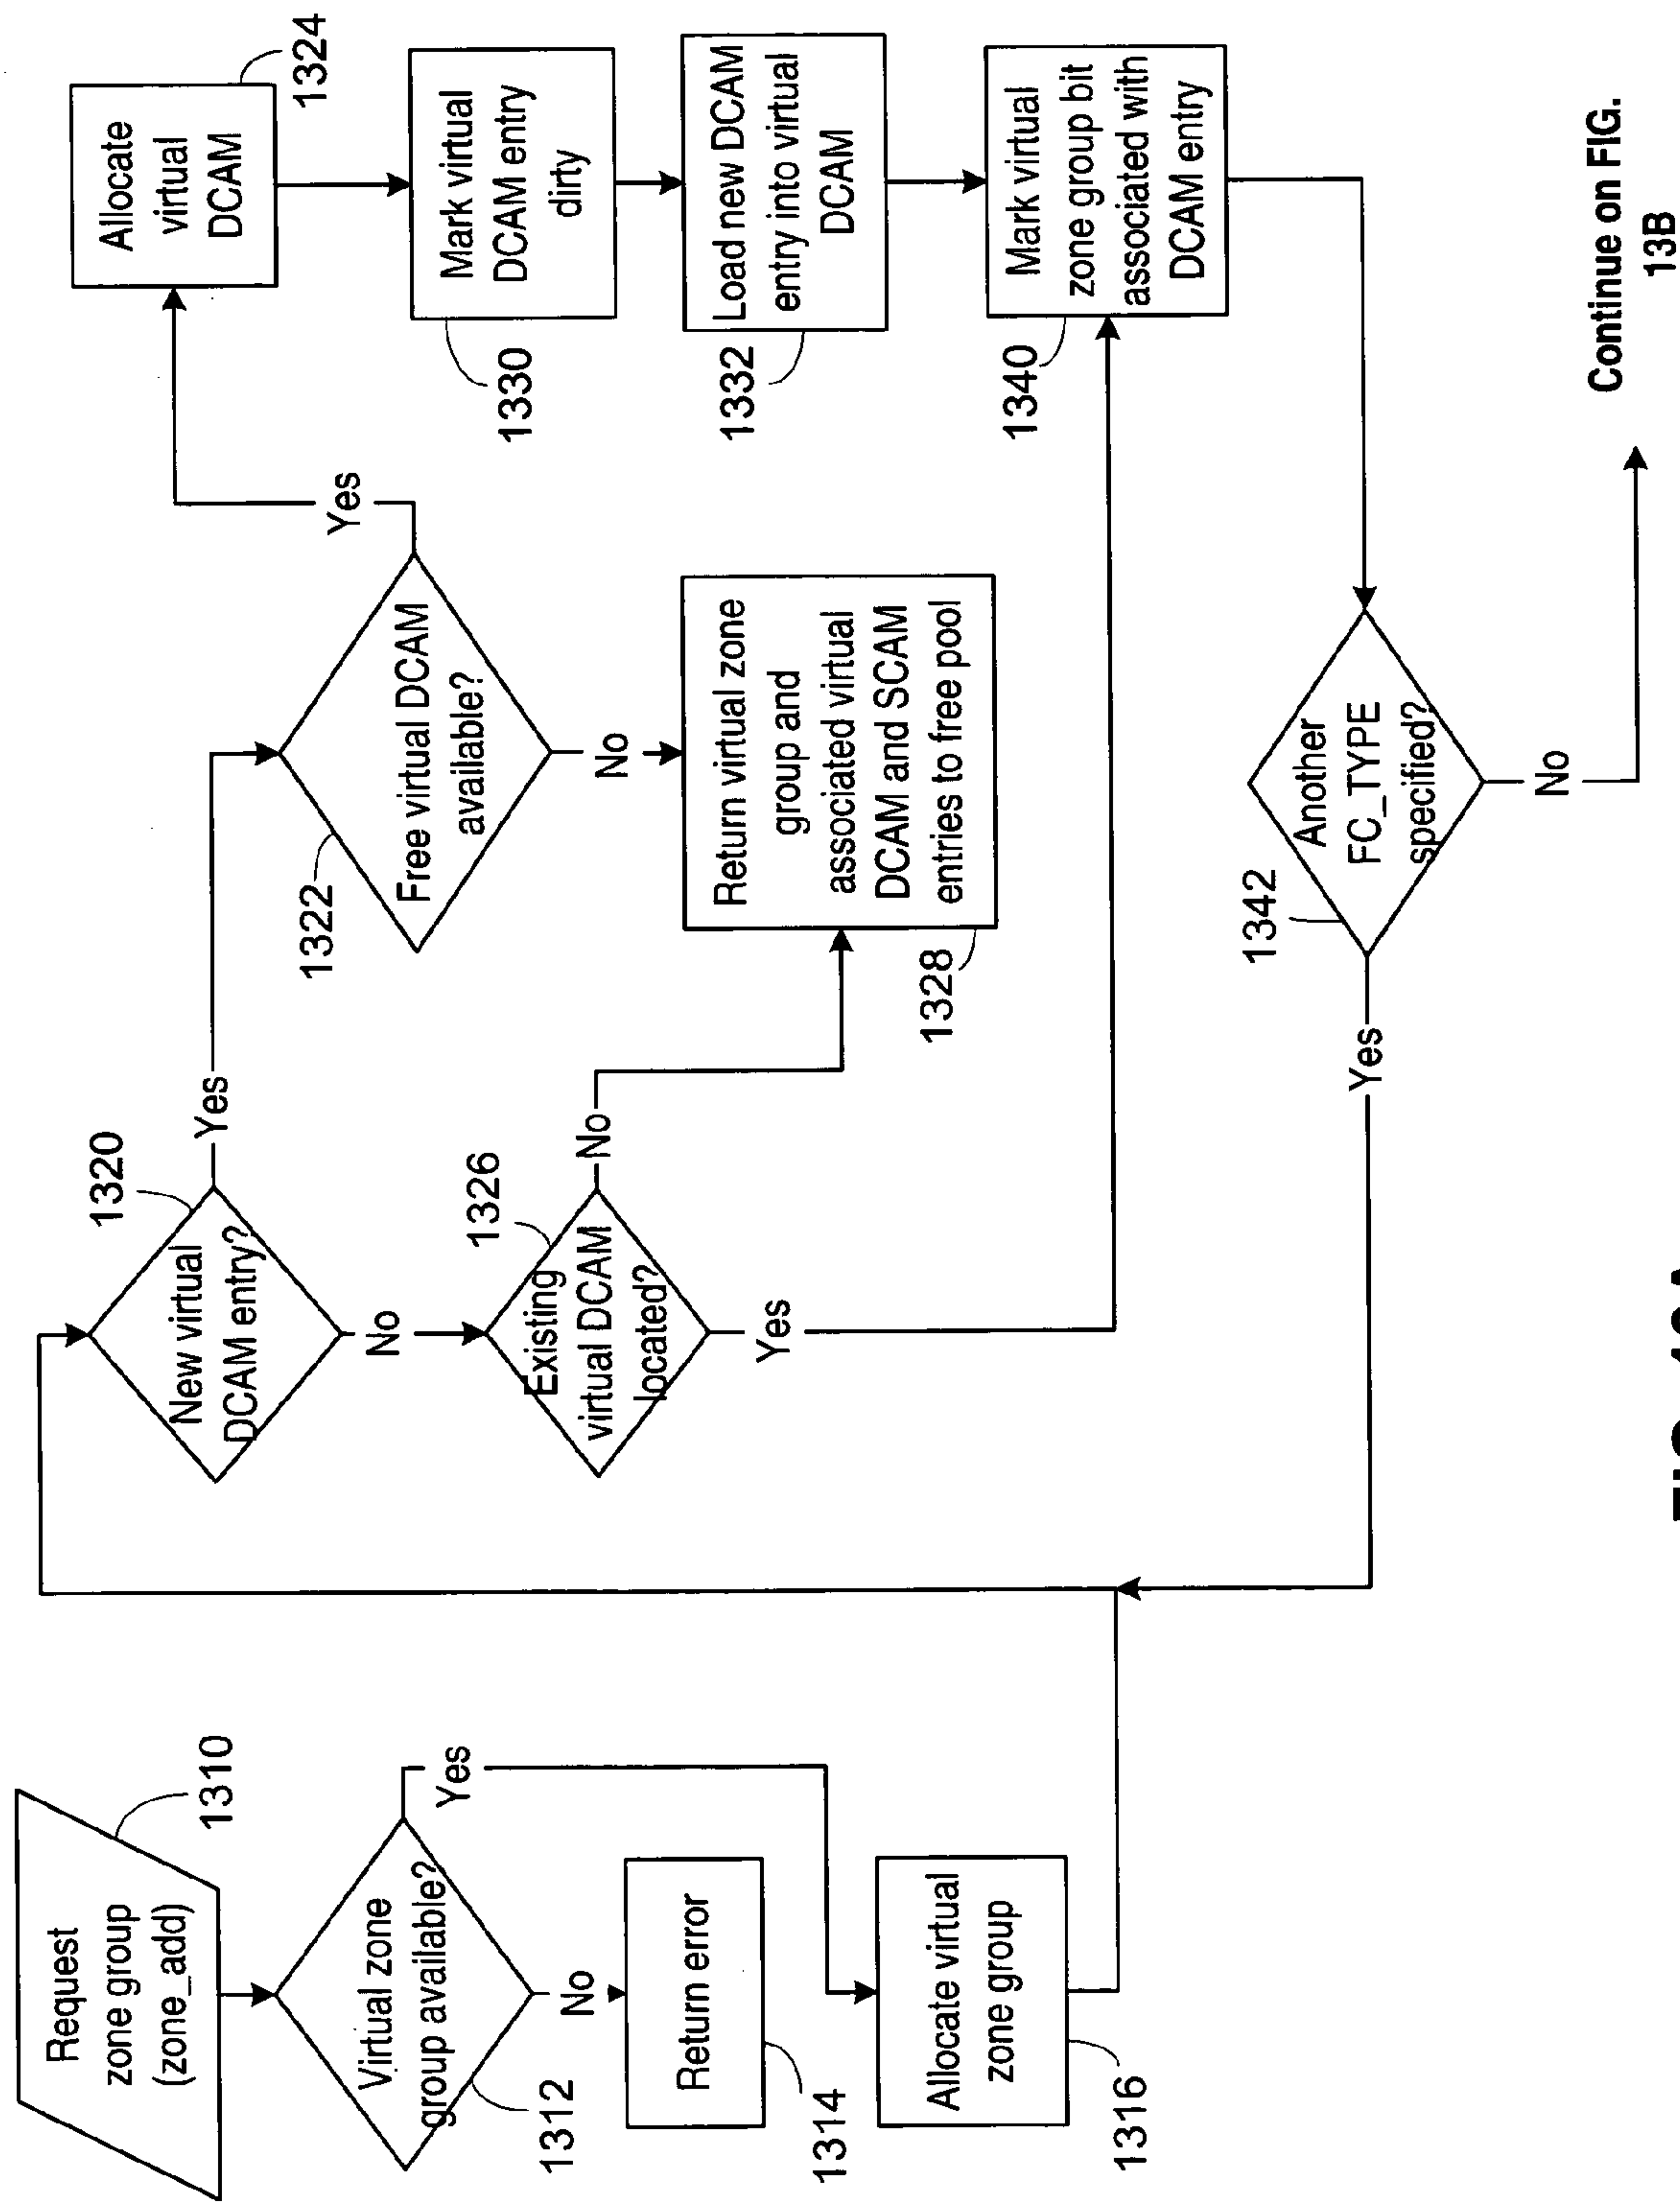 Request
zone group
(zone_add)
1310
Virtual zone
group available?
1312
Yes
No
Return error
1314
Allocate virtual
zone group
1316
New virtual
DCAM entry?
1320
Yes
No
Existing
virtual DCAM
located?
1326
No
Yes
Free virtual DCAM
available?
1322
Yes
No
Return virtual zone
group and
associated virtual
DCAM and SCAM
entries to free pool
1328
Allocate
virtual
DCAM
1324
Mark virtual
DCAM entry
dirty
1330
Load new DCAM
entry into virtual
DCAM
1332
Mark virtual
zone group bit
associated with
DCAM entry
1340
Another
FC_TYPE
specified?
1342
Yes
No
Continue on FIG.
13B